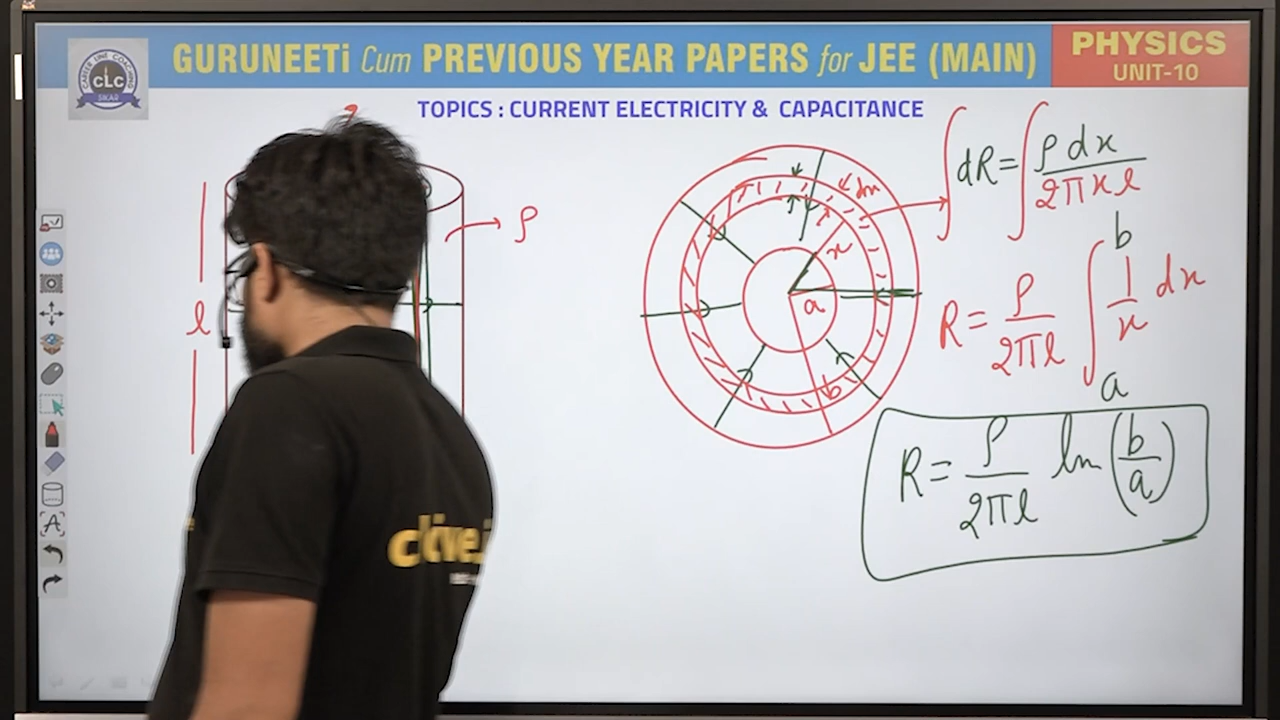 GURUNEETi Cum PREVIOUS YEAR PAPERS for JEE (MAIN)
PHYSICS
UNIT-10
CLC
SIKAR
TOPICS : CURRENT ELECTRICITY & CAPACITANCE
∫dR = ∫ρ dx / 2πxl
ρ
l
x
a
b
R = ρ/2πl ∫ₐᵇ 1/x dx
R = ρ/2πl ln(b/a)